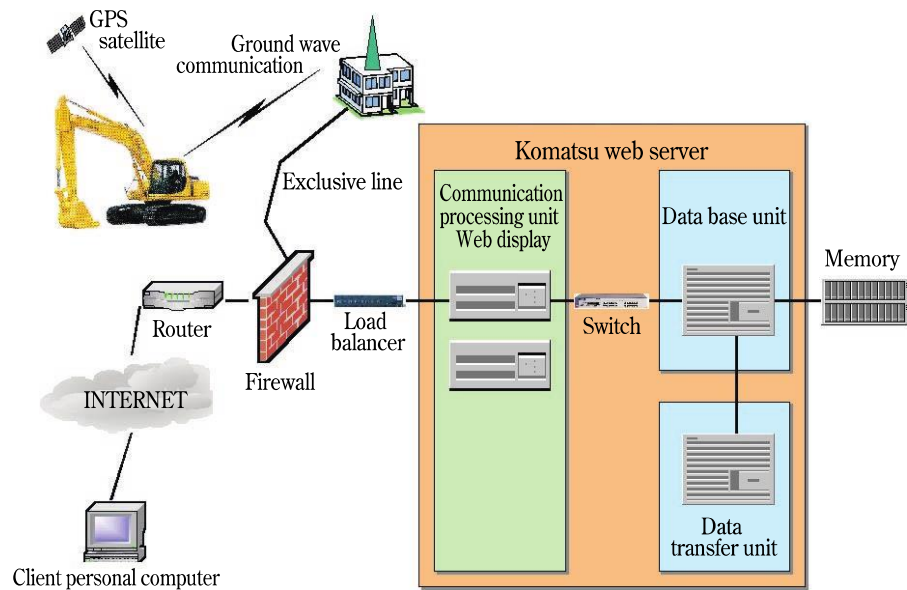 GPS
satellite
Ground wave
communication
Exclusive line
Komatsu web server
Communication
processing unit
Web display
Data base unit
Memory
Router
Firewall
Load
balancer
Switch
INTERNET
Data
transfer unit
Client personal computer